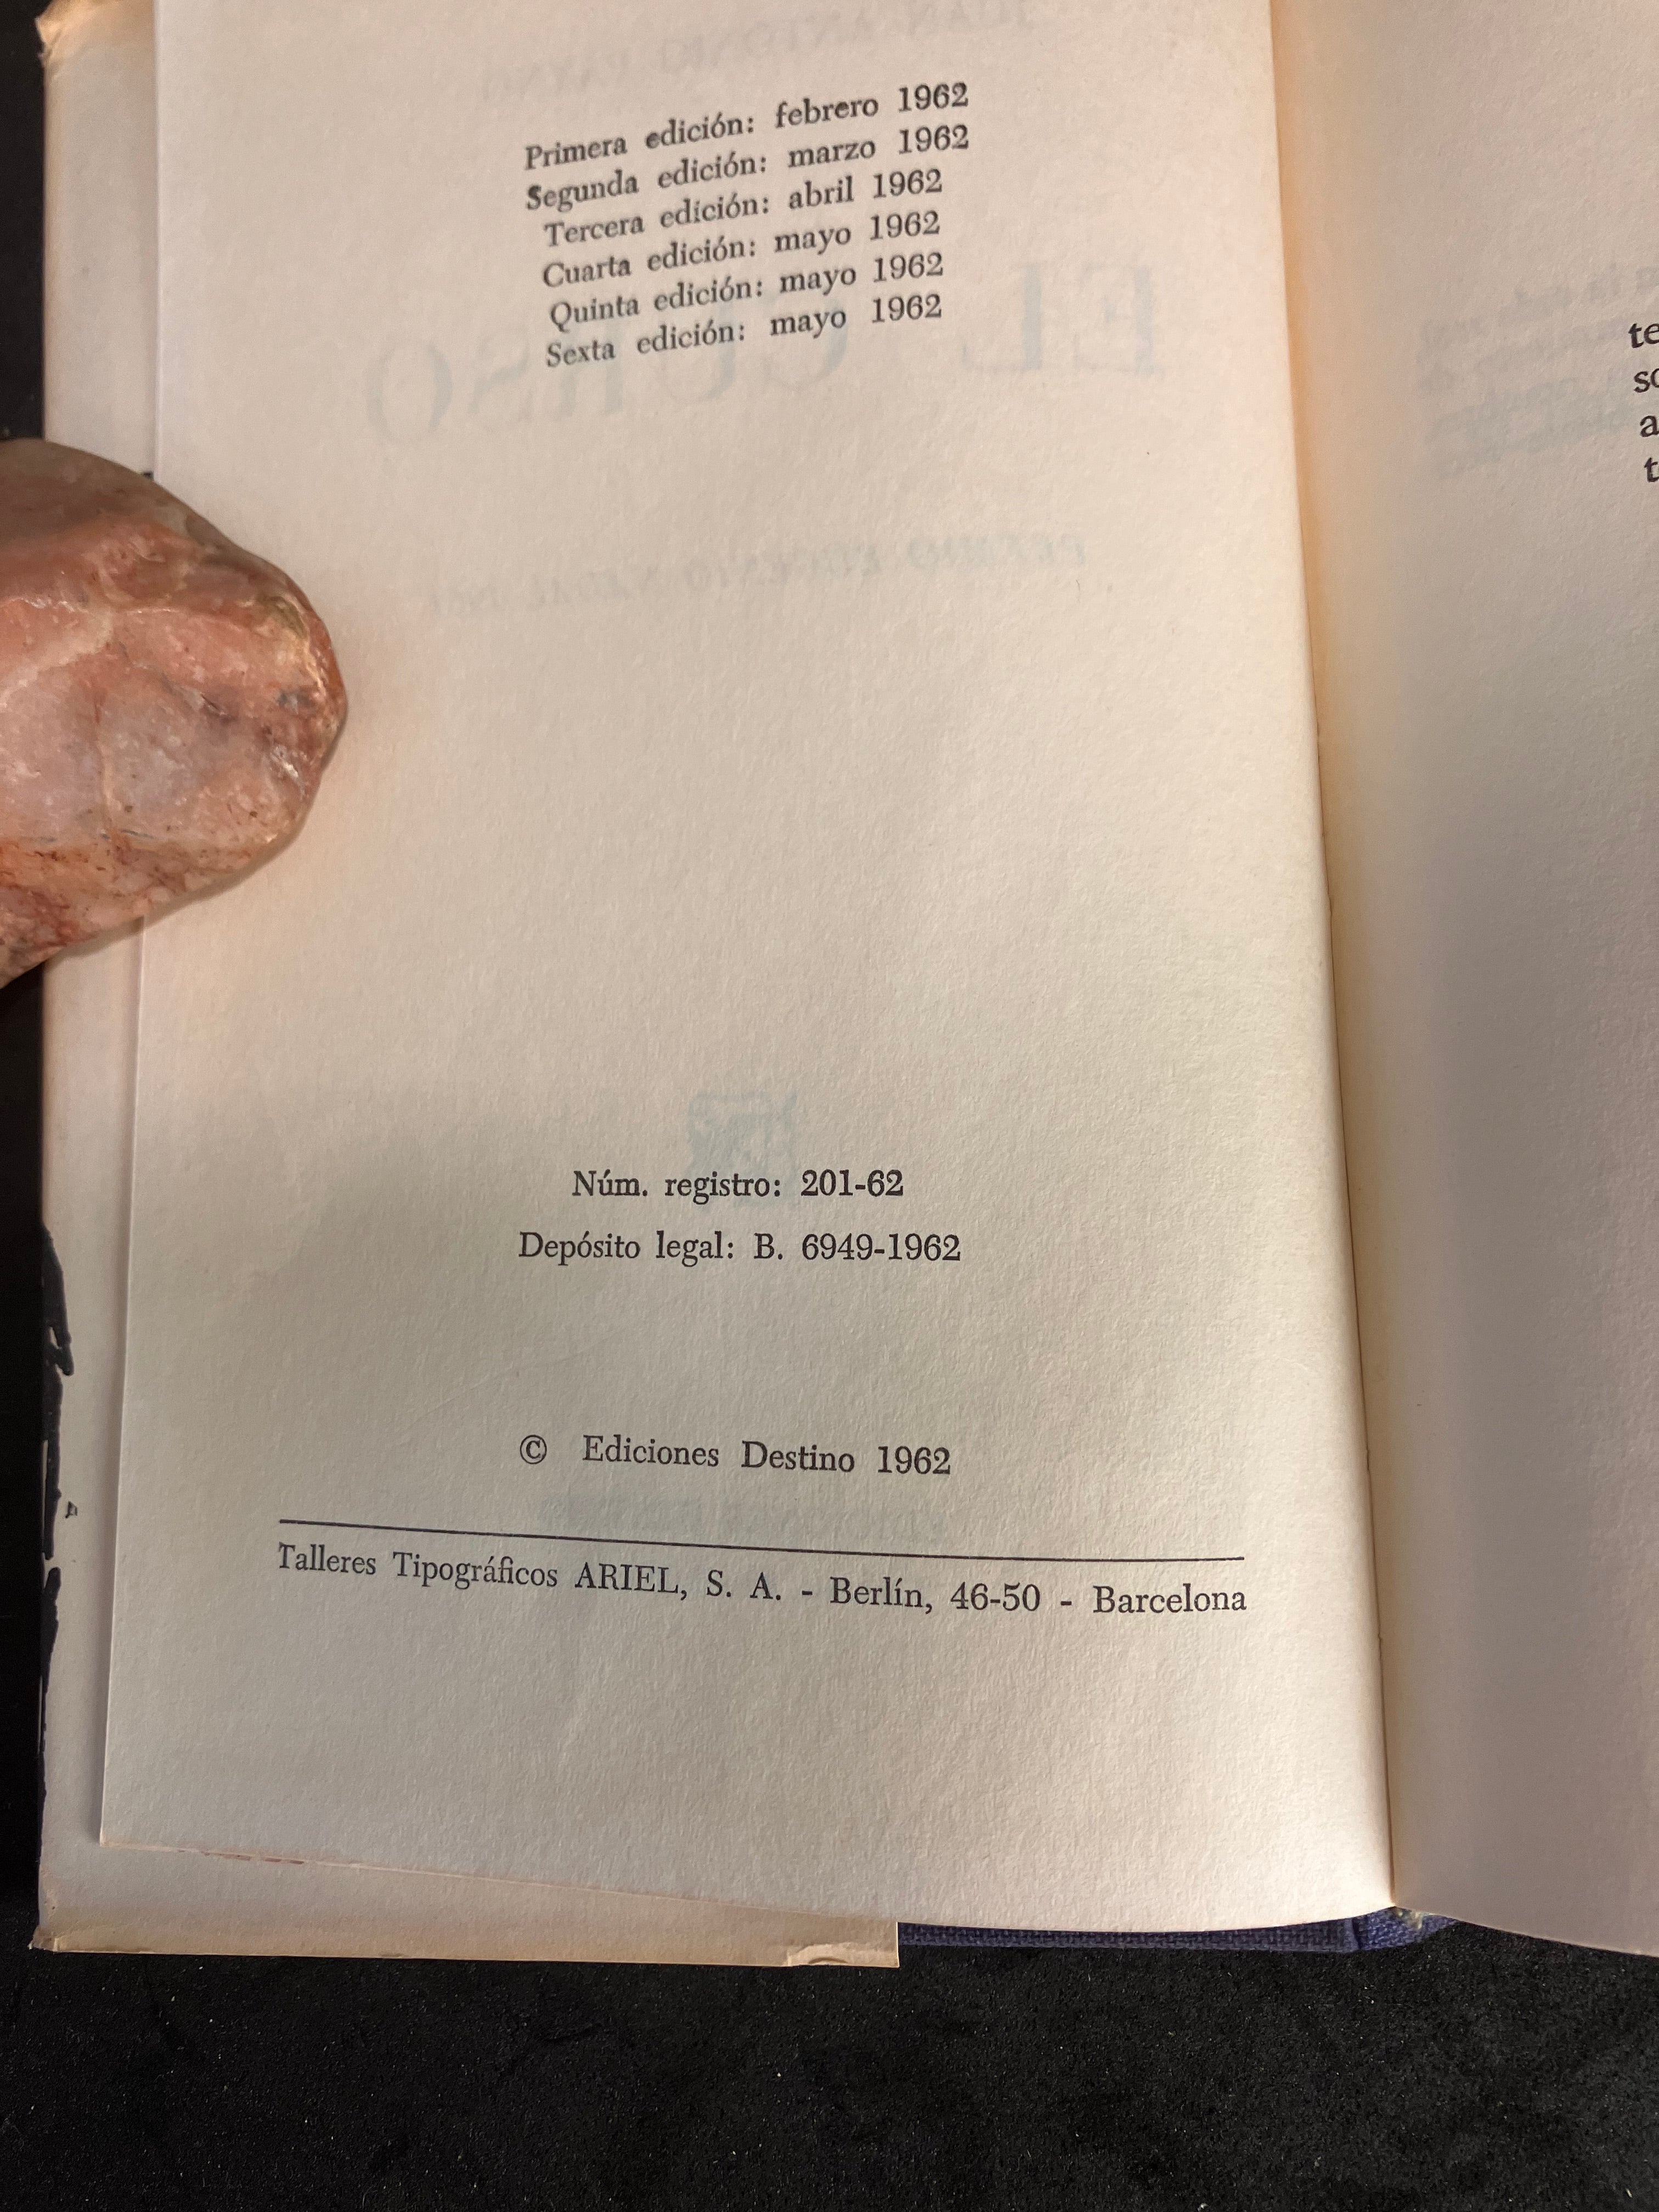 Primera edición: febrero 1962
Segunda edición: marzo 1962
Tercera edición: abril 1962
Cuarta edición: mayo 1962
Quinta edición: mayo 1962
Sexta edición: mayo 1962
Núm. registro: 201-62
Depósito legal: B. 6949-1962
© Ediciones Destino 1962
Talleres Tipográficos ARIEL, S. A. - Berlín, 46-50 - Barcelona